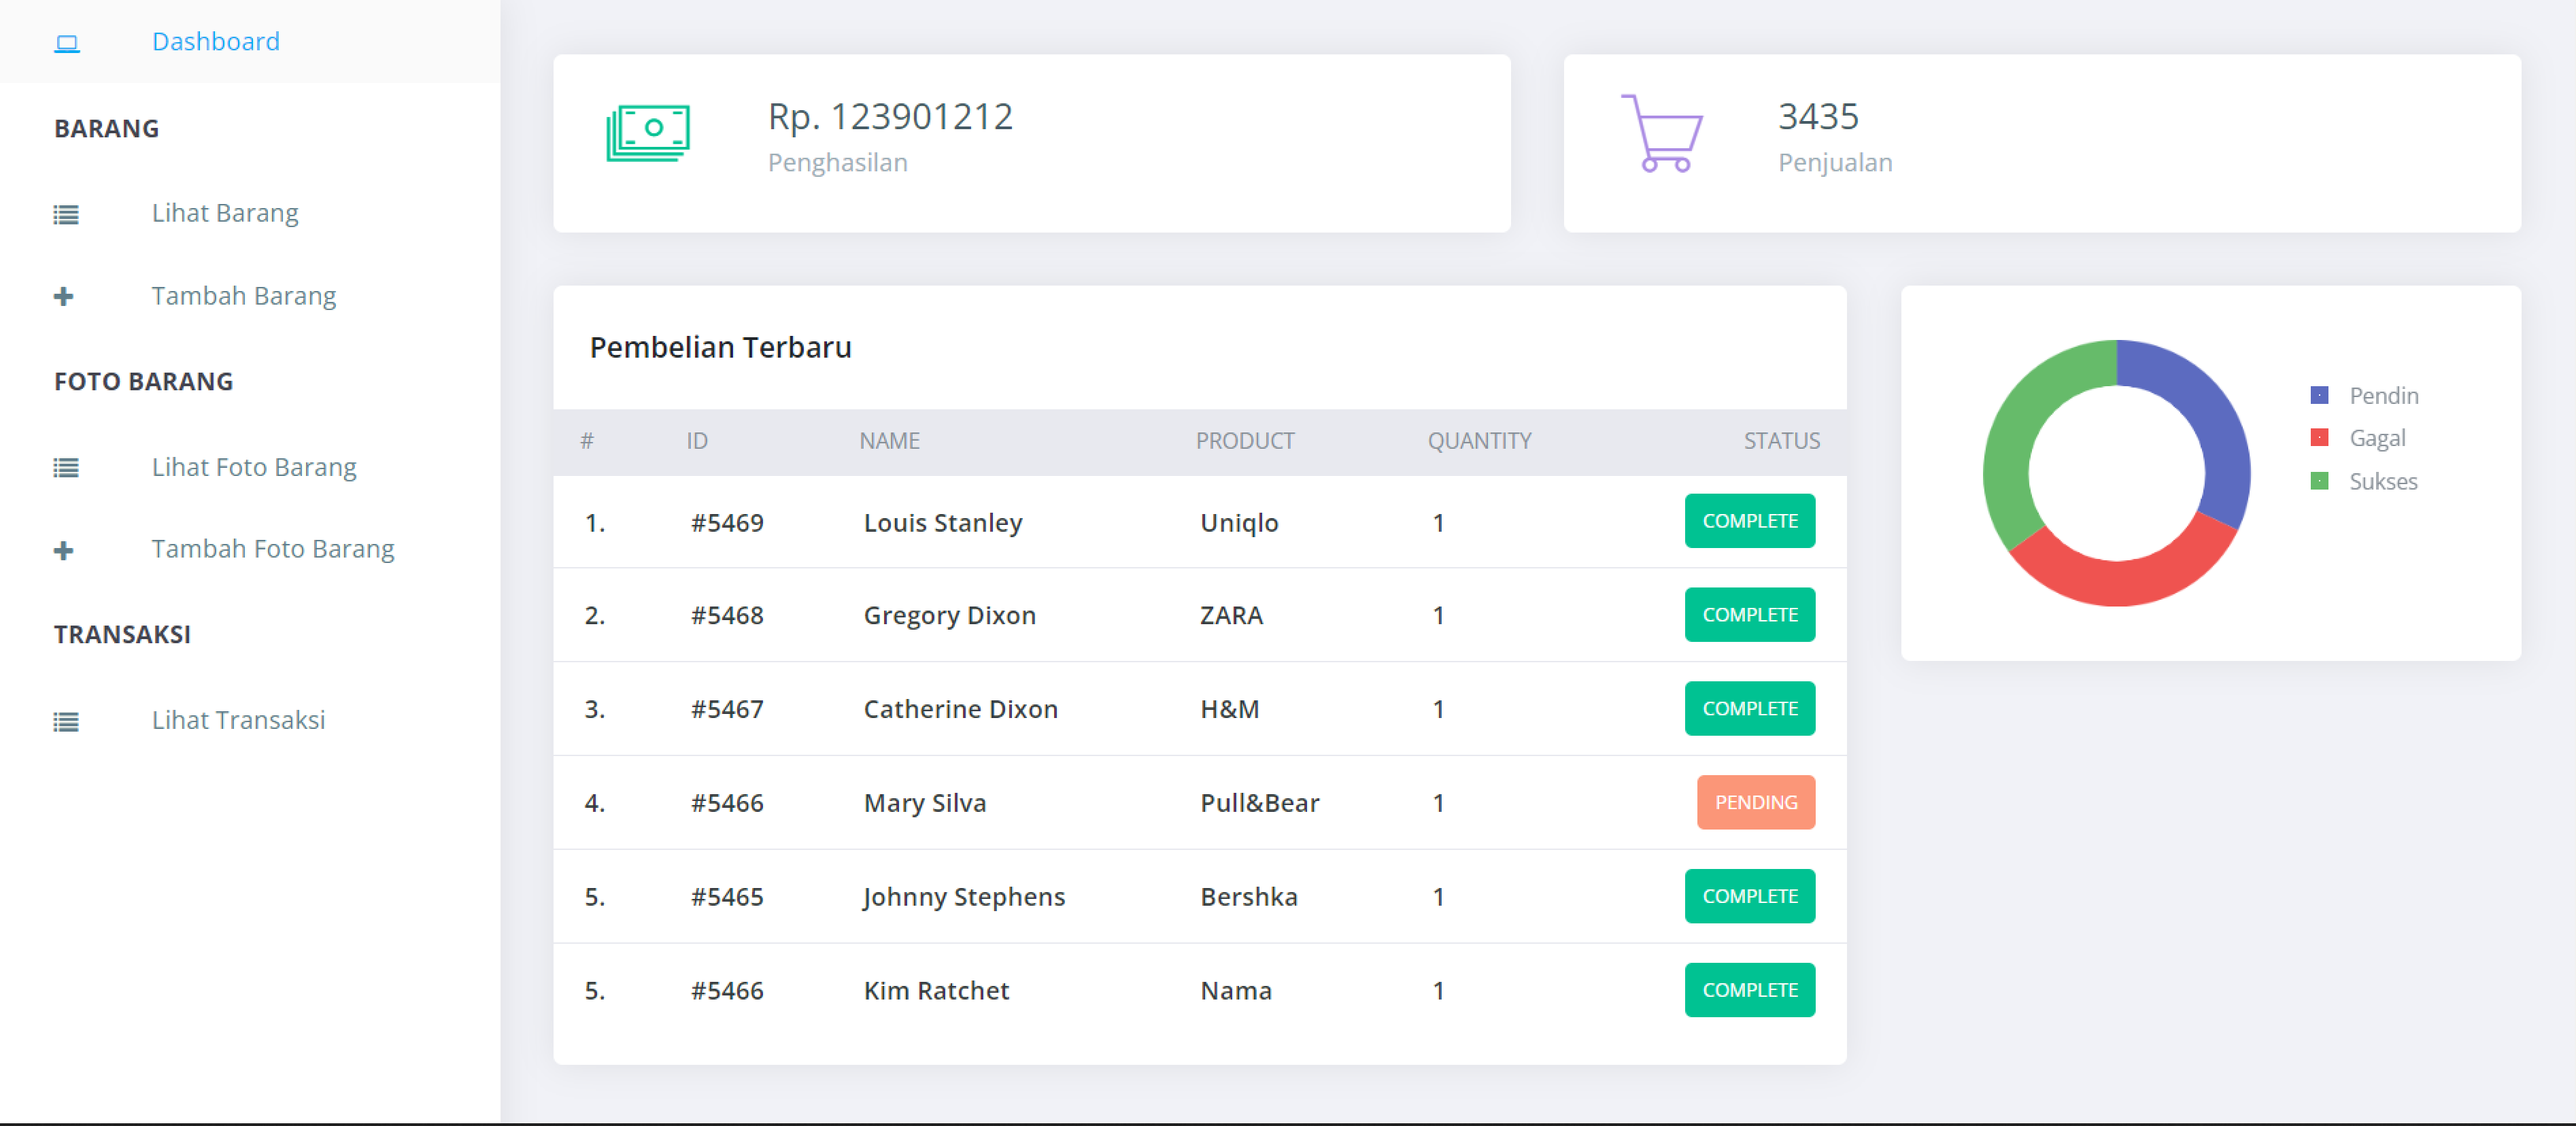 Dashboard
BARANG
Lihat Barang
Tambah Barang
FOTO BARANG
Lihat Foto Barang
Tambah Foto Barang
TRANSAKSI
Lihat Transaksi
Rp. 123901212
Penghasilan
3435
Penjualan
Pembelian Terbaru
# ID NAME PRODUCT QUANTITY STATUS
1. #5469 Louis Stanley Uniqlo 1 COMPLETE
2. #5468 Gregory Dixon ZARA 1 COMPLETE
3. #5467 Catherine Dixon H&M 1 COMPLETE
4. #5466 Mary Silva Pull&Bear 1 PENDING
5. #5465 Johnny Stephens Bershka 1 COMPLETE
5. #5466 Kim Ratchet Nama 1 COMPLETE
Pendin
Gagal
Sukses